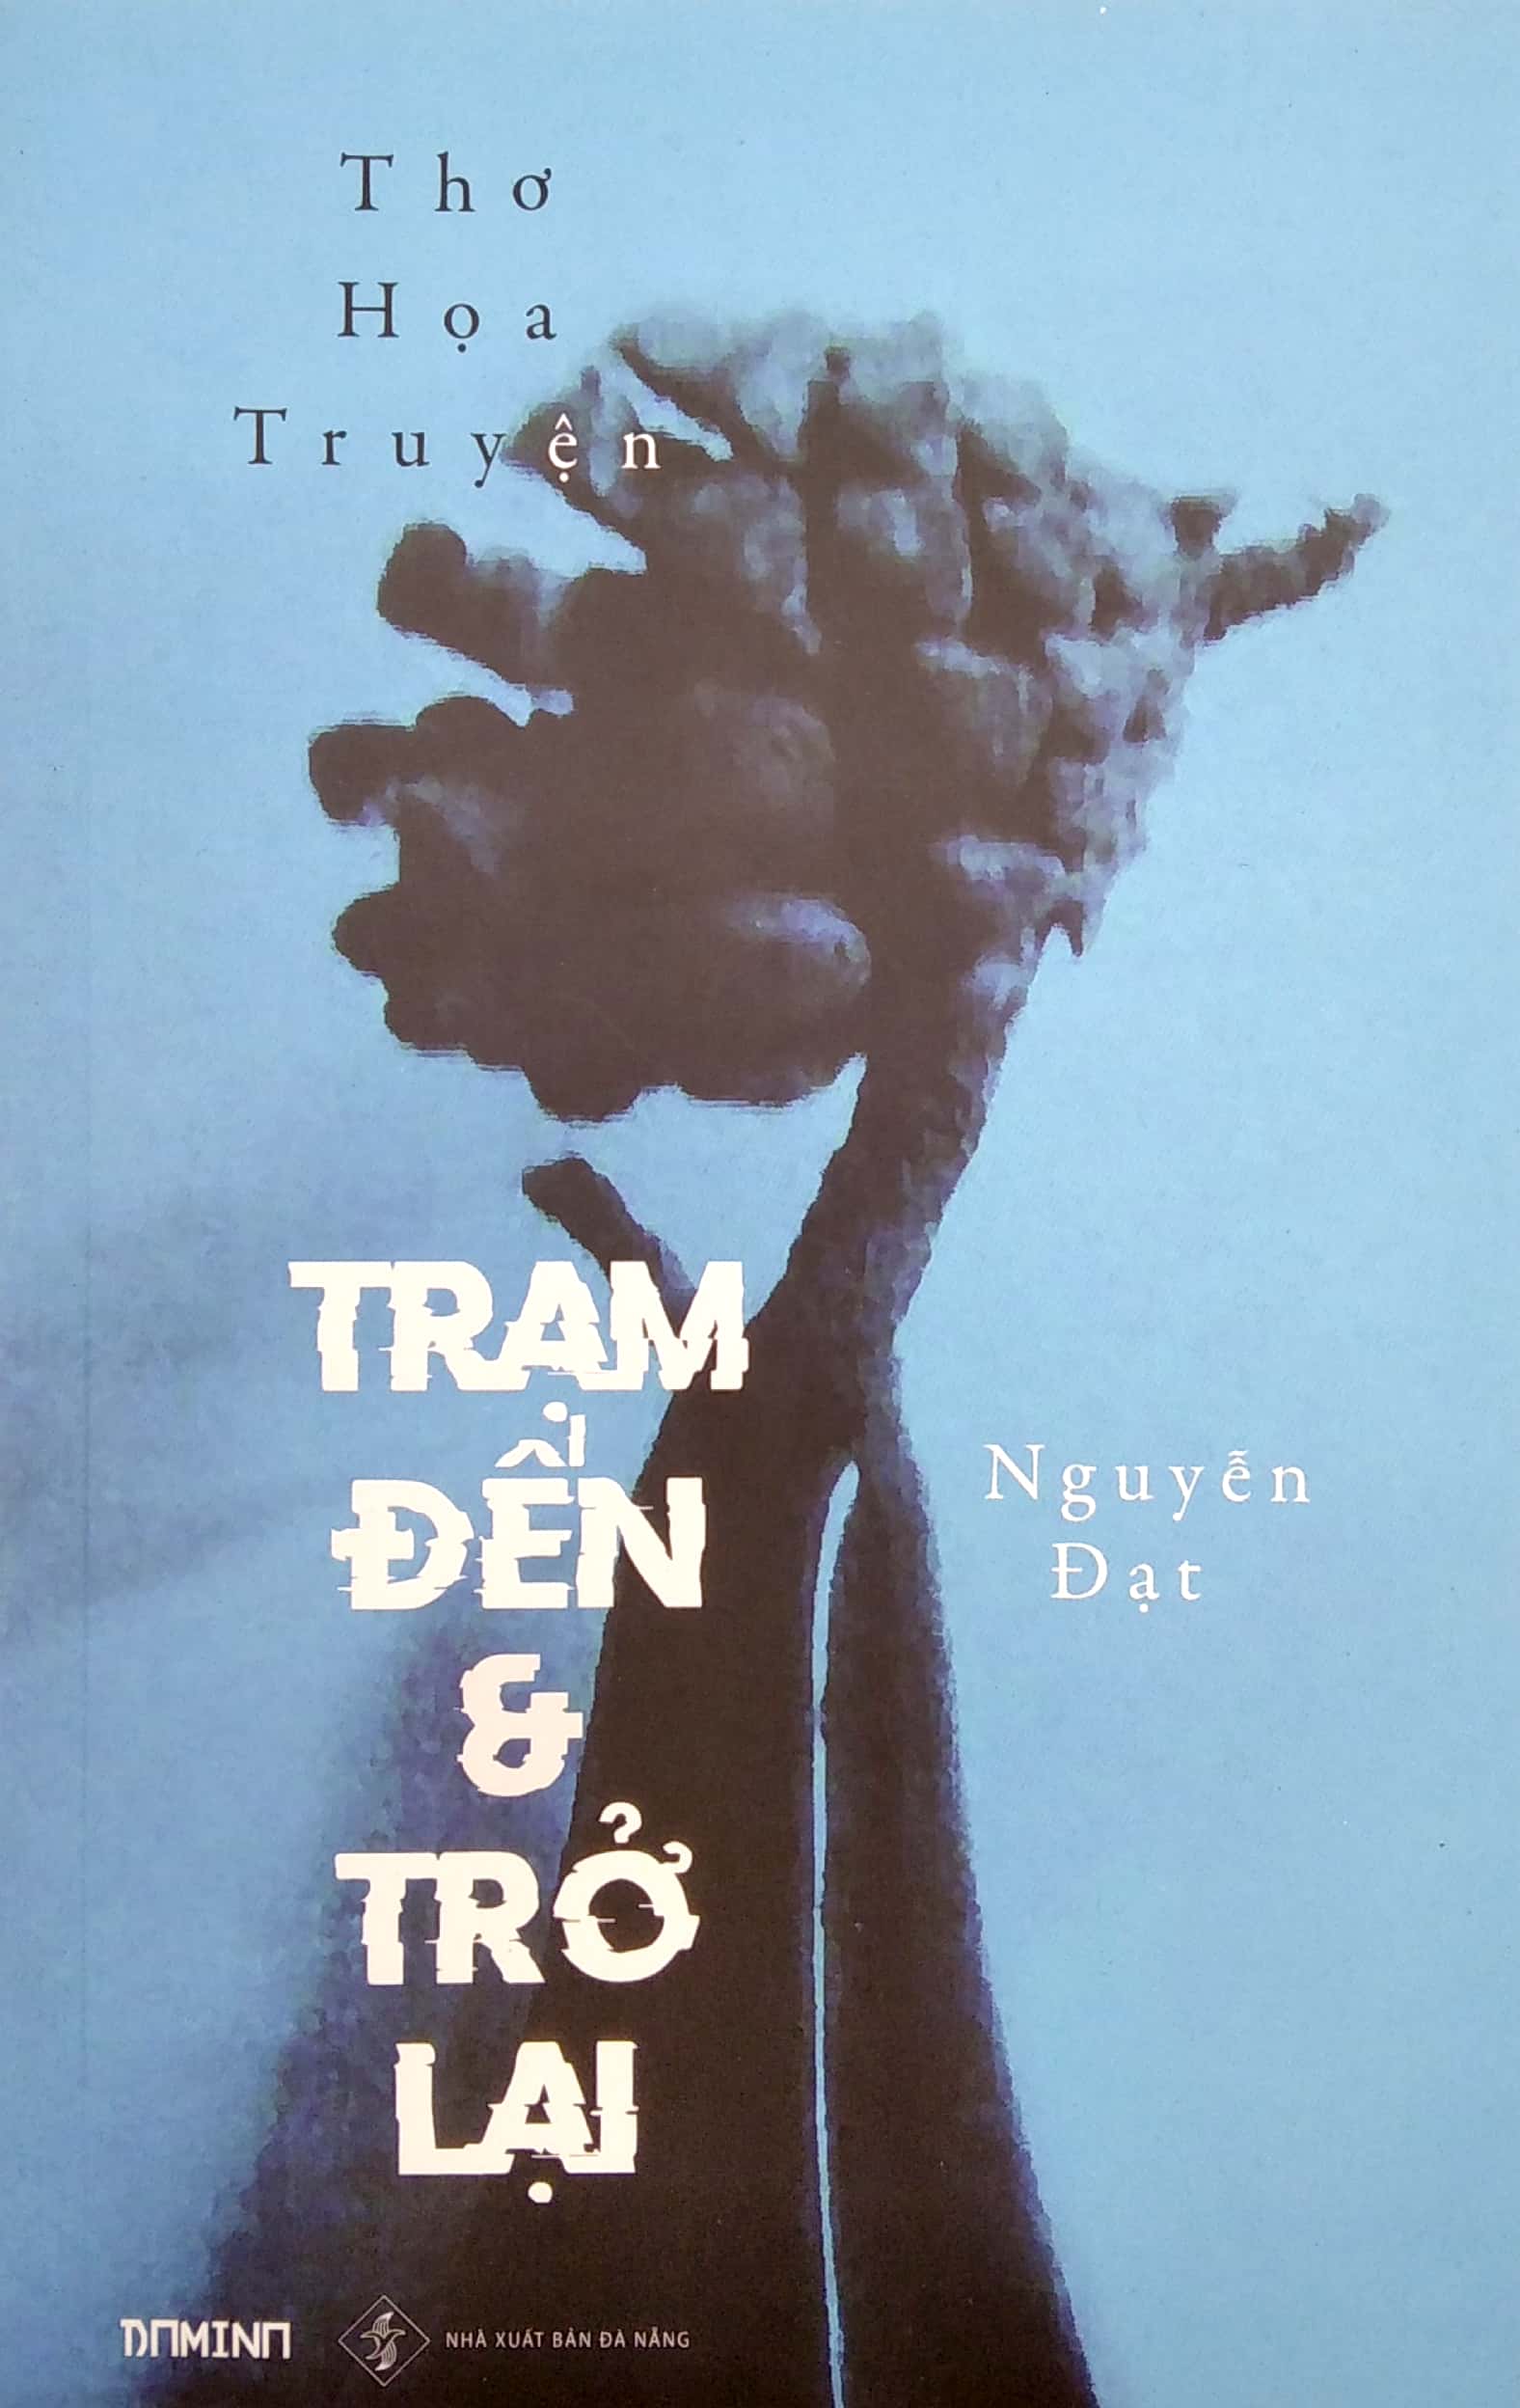 Thơ
Họa
Truyện
TRẠM
ĐẾN
&
TRỞ
LẠI
Nguyễn
Đạt
DOMINO
NHÀ XUẤT BẢN ĐÀ NẴNG